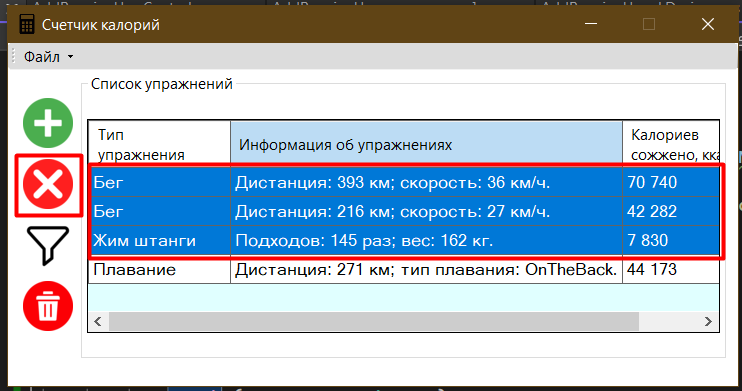 Счетчик калорий
Файл
Список упражнений
Тип упражнения
Информация об упражнениях
Калориев сожжено, кка
Бег Дистанция: 393 км; скорость: 36 км/ч. 70 740
Бег Дистанция: 216 км; скорость: 27 км/ч. 42 282
Жим штанги Подходов: 145 раз; вес: 162 кг. 7 830
Плавание Дистанция: 271 км; тип плавания: OnTheBack. 44 173